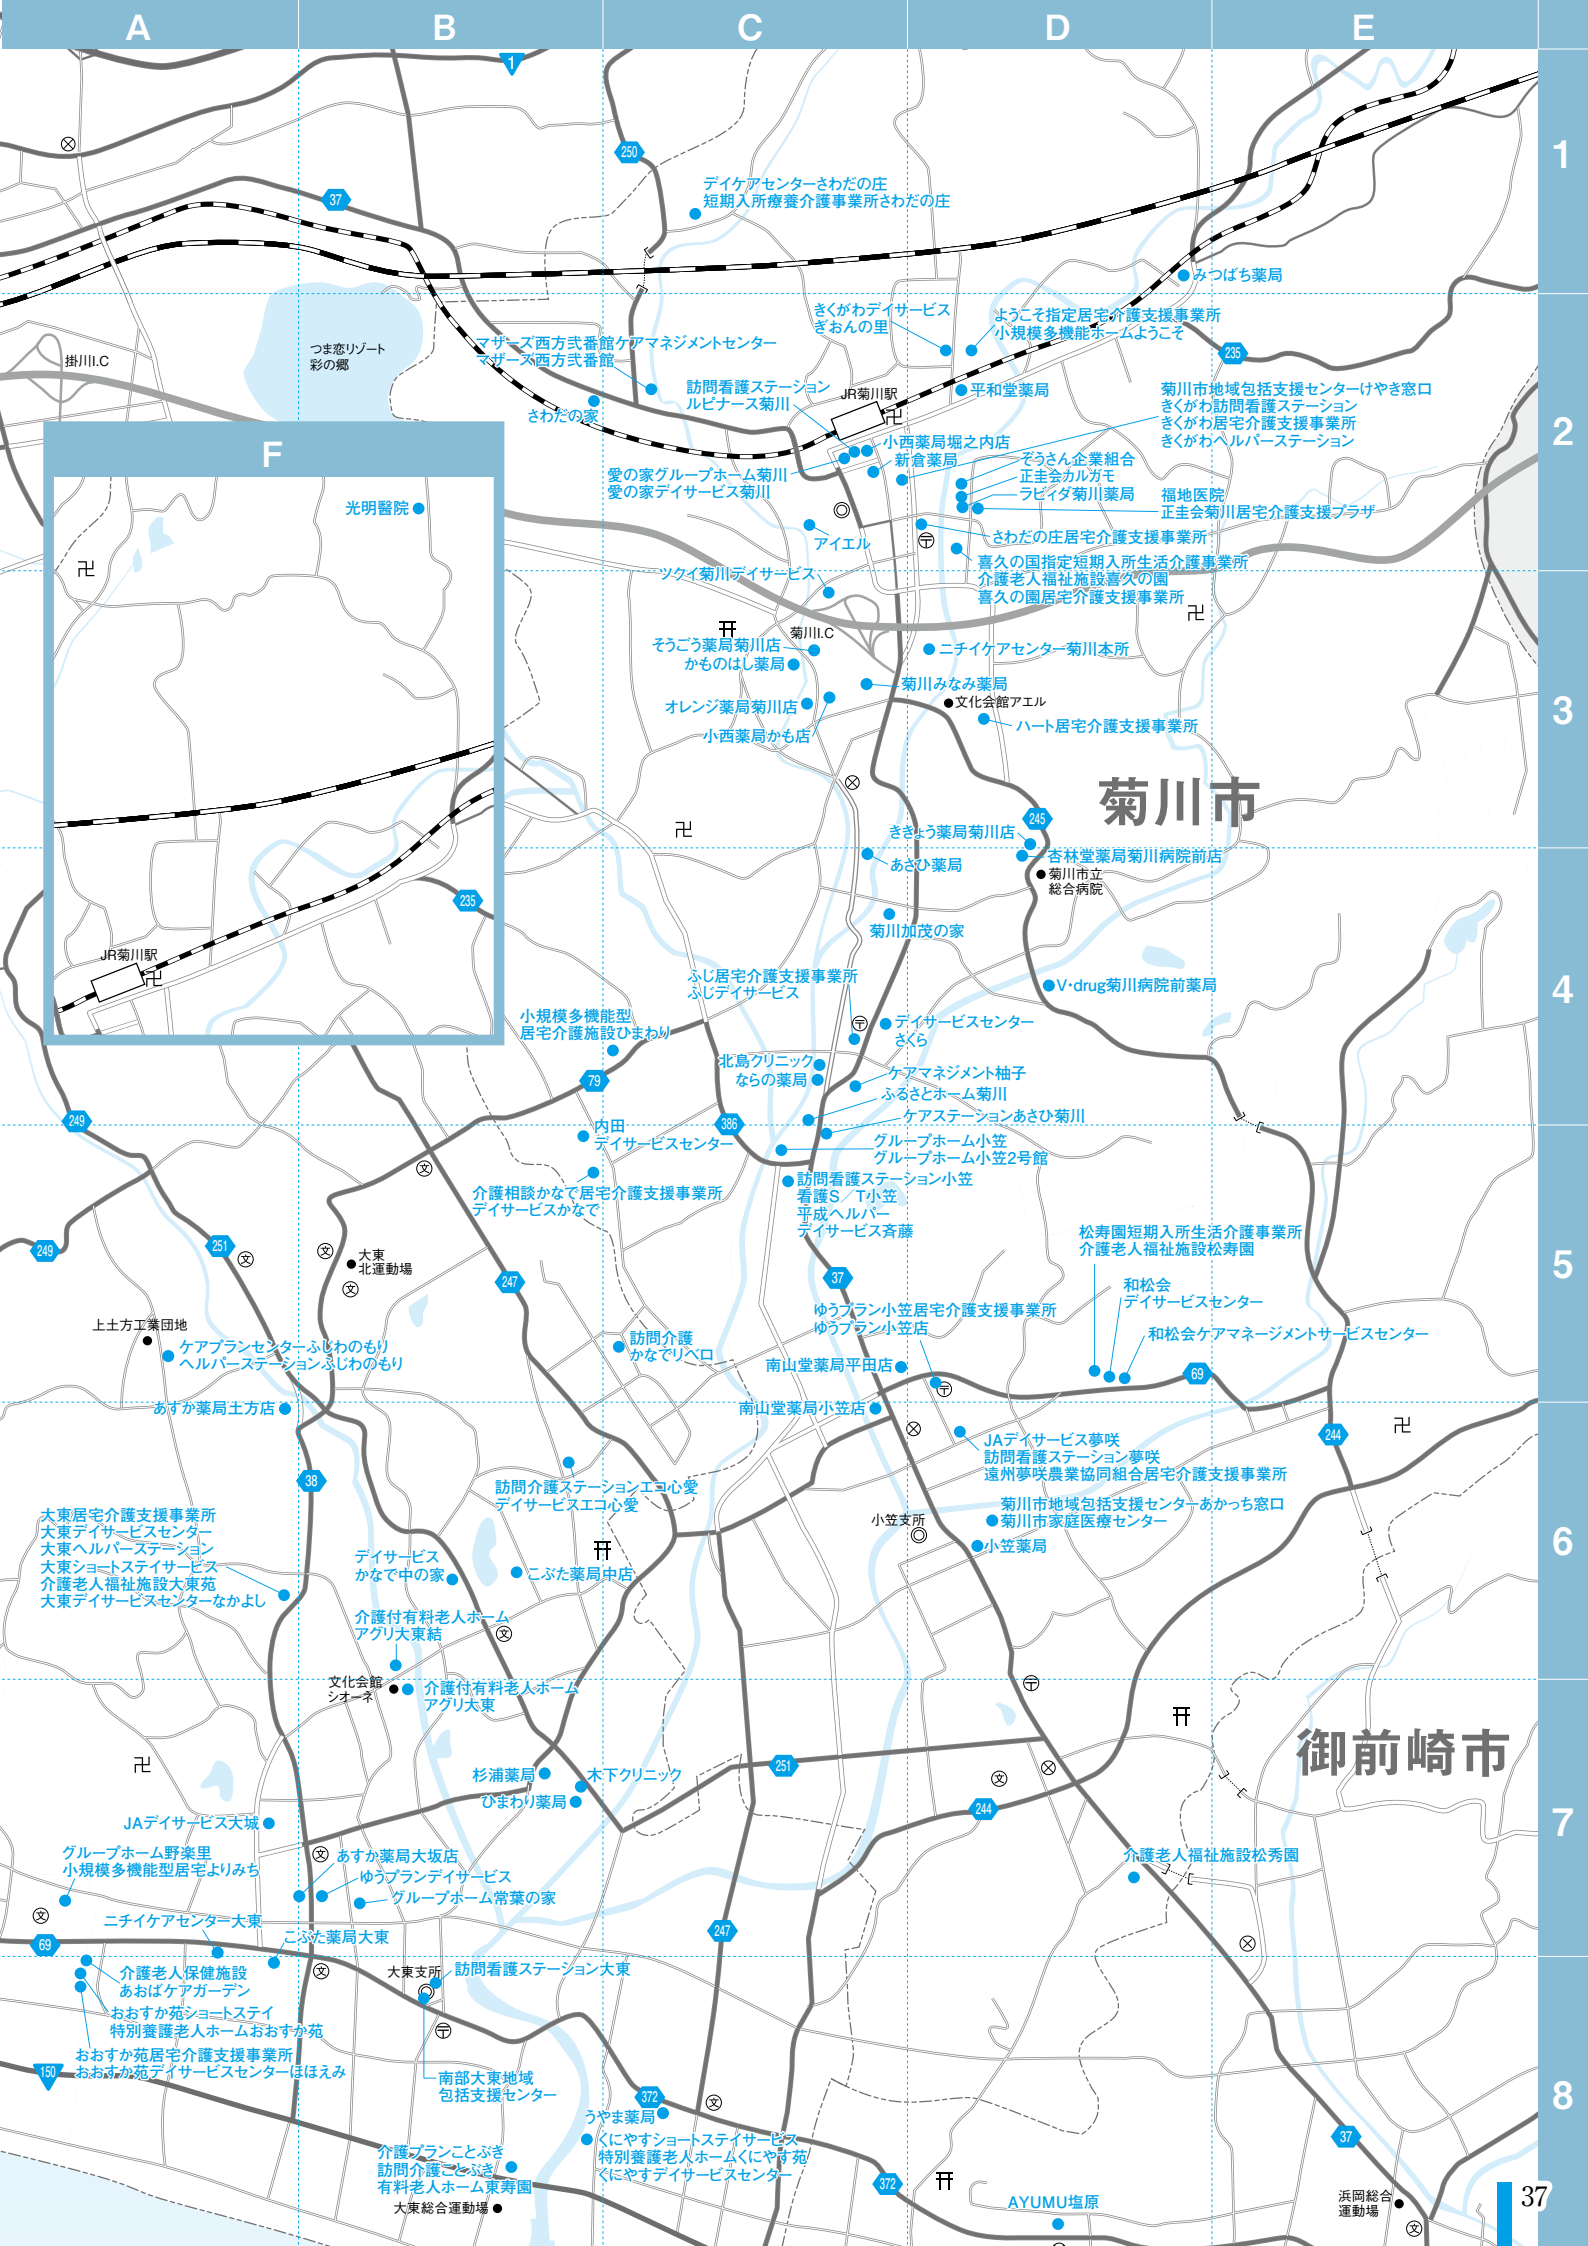 A
B
C
D
E
1
1
250
37
デイケアセンターさわだの庄
短期入所療養介護事業所さわだの庄
みつばち薬局
きくがわデイサービス
ぎおんの里
ようこそ指定居宅介護支援事業所
小規模多機能ホームようこそ
235
つま恋リゾート
彩の郷
掛川I.C
マザーズ西方弐番館ケアマネジメントセンター
マザーズ西方弐番館
さわだの家
訪問看護ステーション
ルピナース菊川
JR菊川駅
平和堂薬局
菊川市地域包括支援センターけやき窓口
きくがわ訪問看護ステーション
きくがわ居宅介護支援事業所
きくがわヘルパーステーション
2
小西薬局堀之内店
新倉薬局
愛の家グループホーム菊川
愛の家デイサービス菊川
ぞうさん企業組合
正圭会カルガモ
ラビィダ菊川薬局
福地医院
正圭会菊川居宅介護支援プラザ
アイエル
さわだの庄居宅介護支援事業所
喜久の国指定短期入所生活介護事業所
介護老人福祉施設喜久の園
喜久の園居宅介護支援事業所
ツクイ菊川デイサービス
F
光明醫院
235
JR菊川駅
菊川I.C
そうごう薬局菊川店
かものはし薬局
ニチイケアセンター菊川本所
菊川みなみ薬局
文化会館アエル
オレンジ薬局菊川店
小西薬局かも店
ハート居宅介護支援事業所
3
菊川市
245
ききょう薬局菊川店
あさひ薬局
杏林堂薬局菊川病院前店
菊川市立
総合病院
菊川加茂の家
ふじ居宅介護支援事業所
ふじデイサービス
V・drug菊川病院前薬局
4
小規模多機能型
居宅介護施設ひまわり
デイサービスセンター
さくら
北島クリニック
ならの薬局
79
ケアマネジメント柚子
ふるさとホーム菊川
ケアステーションあさひ菊川
249
386
内田
デイサービスセンター
グループホーム小笠
グループホーム小笠2号館
介護相談かなで居宅介護支援事業所
デイサービスかなで
訪問看護ステーション小笠
看護S T小笠
平成ヘルパー
デイサービス斉藤
松寿園短期入所生活介護事業所
介護老人福祉施設松寿園
249
251
大東
北運動場
247
37
和松会
デイサービスセンター
5
ゆうプラン小笠居宅介護支援事業所
ゆうプラン小笠店
上土方工業団地
ケアプランセンターふじわのもり
ヘルパーステーションふじわのもり
訪問介護
かなでリベロ
和松会ケアマネージメントサービスセンター
南山堂薬局平田店
69
あすか薬局土方店
南山堂薬局小笠店
244
38
JAデイサービス夢咲
訪問看護ステーション夢咲
遠州夢咲農業協同組合居宅介護支援事業所
訪問介護ステーションエコ心愛
デイサービスエコ心愛
菊川市地域包括支援センターあかっち窓口
菊川市家庭医療センター
小笠支所
小笠薬局
6
大東居宅介護支援事業所
大東デイサービスセンター
大東ヘルパーステーション
大東ショートステイサービス
介護老人福祉施設大東苑
大東デイサービスセンターなかよし
デイサービス
かなで中の家
こぶた薬局中店
介護付有料老人ホーム
アグリ大東結
文化会館
シオーネ
介護付有料老人ホーム
アグリ大東
御前崎市
251
杉浦薬局
木下クリニック
ひまわり薬局
244
7
JAデイサービス大城
グループホーム野楽里
小規模多機能型居宅よりみち
あすか薬局大坂店
ゆうプランデイサービス
グループホーム常葉の家
介護老人福祉施設松秀園
ニチイケアセンター大東
こぶた薬局大東
69
247
介護老人保健施設
あおばケアガーデン
大東支所
訪問看護ステーション大東
おおすか苑ショートステイ
特別養護老人ホームおおすか苑
おおすか苑居宅介護支援事業所
おおすか苑デイサービスセンターほほえみ
150
南部大東地域
包括支援センター
372
うやま薬局
8
37
くにやすショートステイサービス
特別養護老人ホームくにやす苑
くにやすデイサービスセンター
介護プランことぶき
訪問介護ことぶき
有料老人ホーム東寿園
大東総合運動場
372
AYUMU塩原
浜岡総合
運動場
37